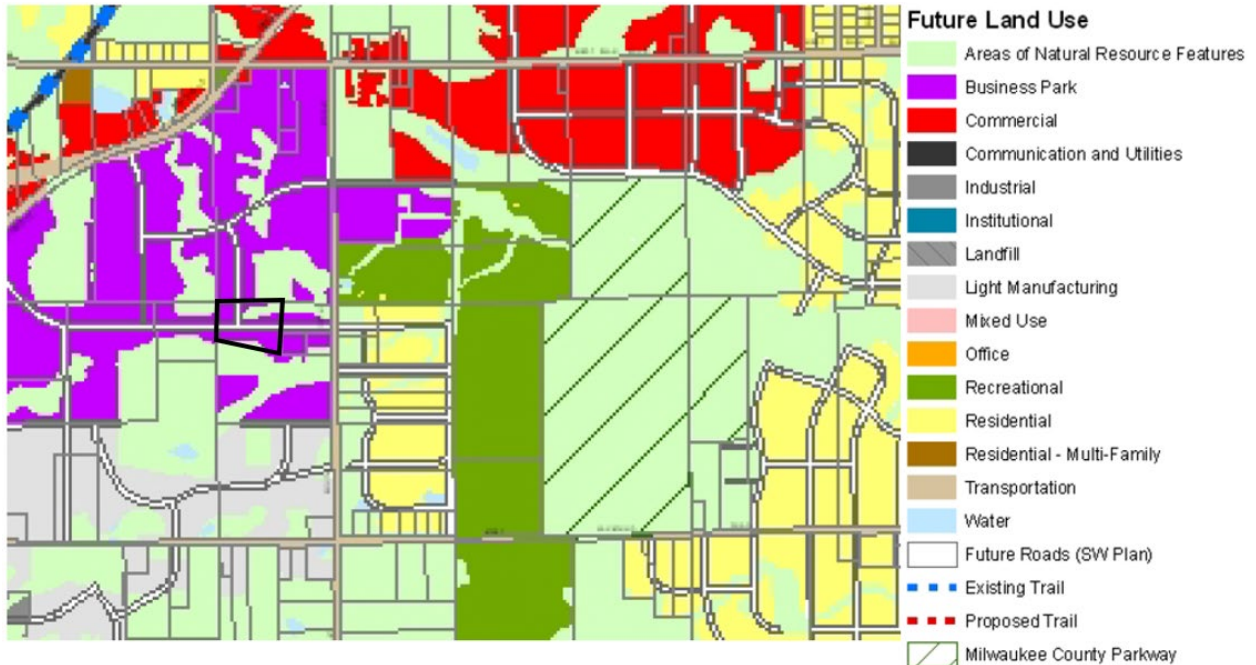 Future Land Use
Areas of Natural Resource Features
Business Park
Commercial
Communication and Utilities
Industrial
Institutional
Landfill
Light Manufacturing
Mixed Use
Office
Recreational
Residential
Residential - Multi-Family
Transportation
Water
Future Roads (SW Plan)
Existing Trail
Proposed Trail
Milwaukee County Parkway